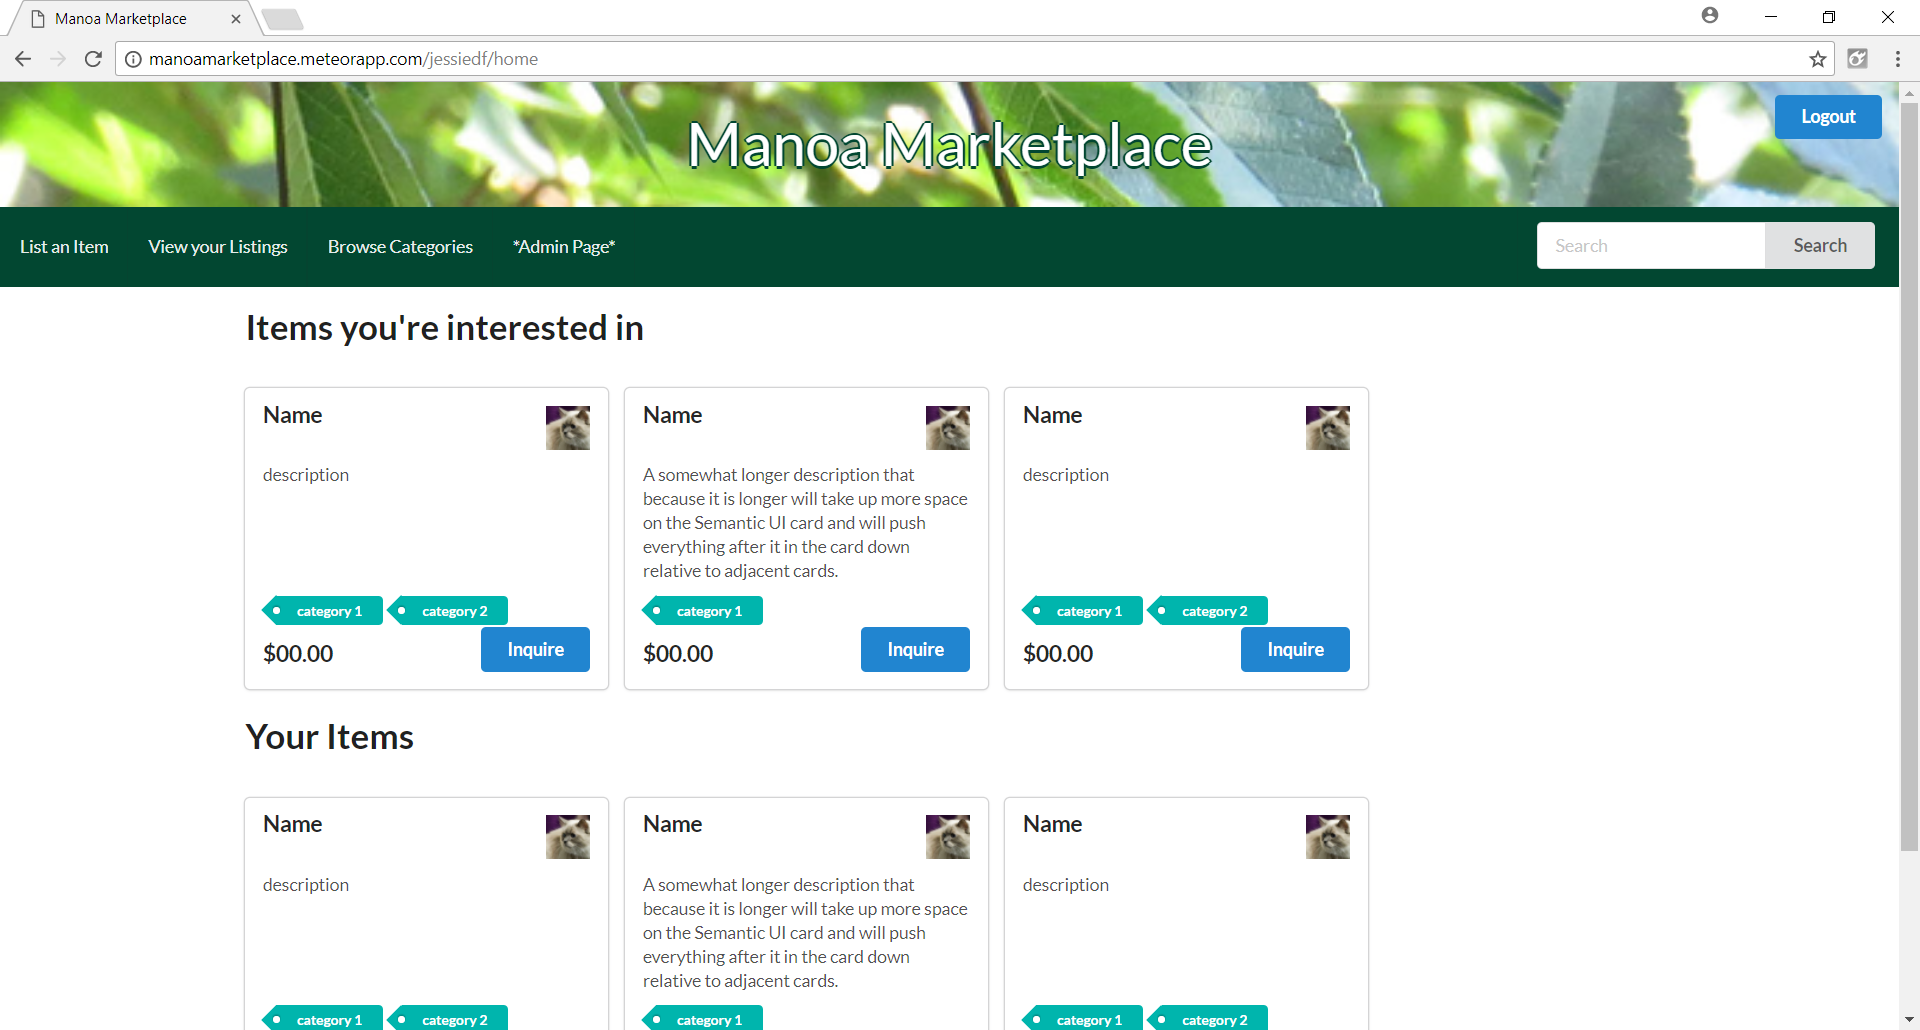 Manoa Marketplace
manoamarketplace.meteorapp.com/jessiedf/home
Logout
Manoa Marketplace
List an Item View your Listings Browse Categories *Admin Page* Search Search
Items you're interested in
Name
description
category 1 category 2
$00.00 Inquire
Name
A somewhat longer description that
because it is longer will take up more space
on the Semantic UI card and will push
everything after it in the card down
relative to adjacent cards.
category 1
$00.00 Inquire
Name
description
category 1 category 2
$00.00 Inquire
Your Items
Name
description
category 1 category 2
Name
A somewhat longer description that
because it is longer will take up more space
on the Semantic UI card and will push
everything after it in the card down
relative to adjacent cards.
category 1
Name
description
category 1 category 2